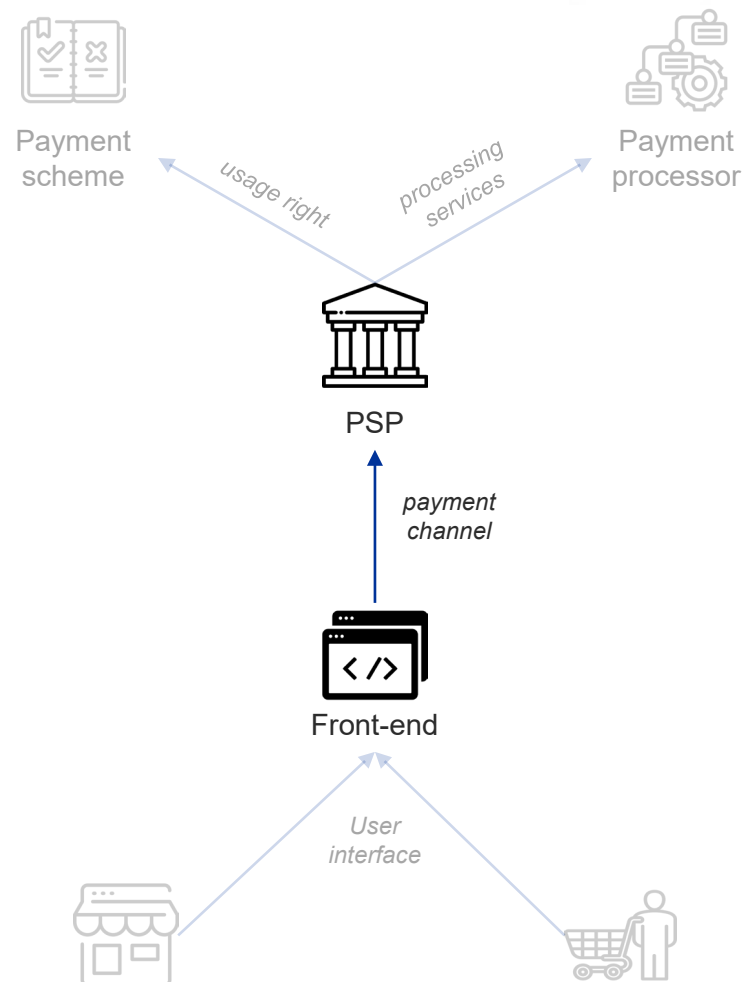 Payment
scheme
Payment
processor
usage right
processing
services
PSP
payment
channel
</>
Front-end
User
interface